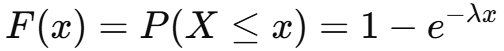 F(x) = P(X ≤ x) = 1 − e^{−λx}